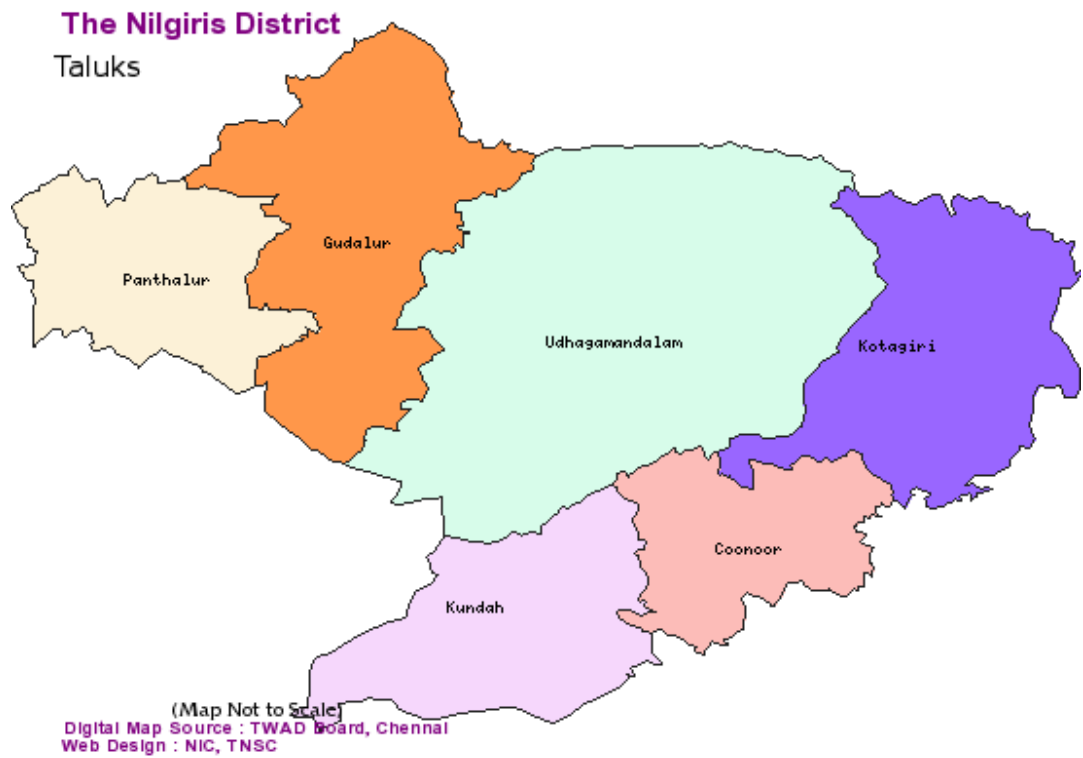 The Nilgiris District
Taluks
Gudalur
Panthalur
Udhagamandalam
Kotagiri
Coonoor
Kundah
(Map Not to Scale)
Digital Map Source : TWAD Board, Chennai
Web Design : NIC, TNSC